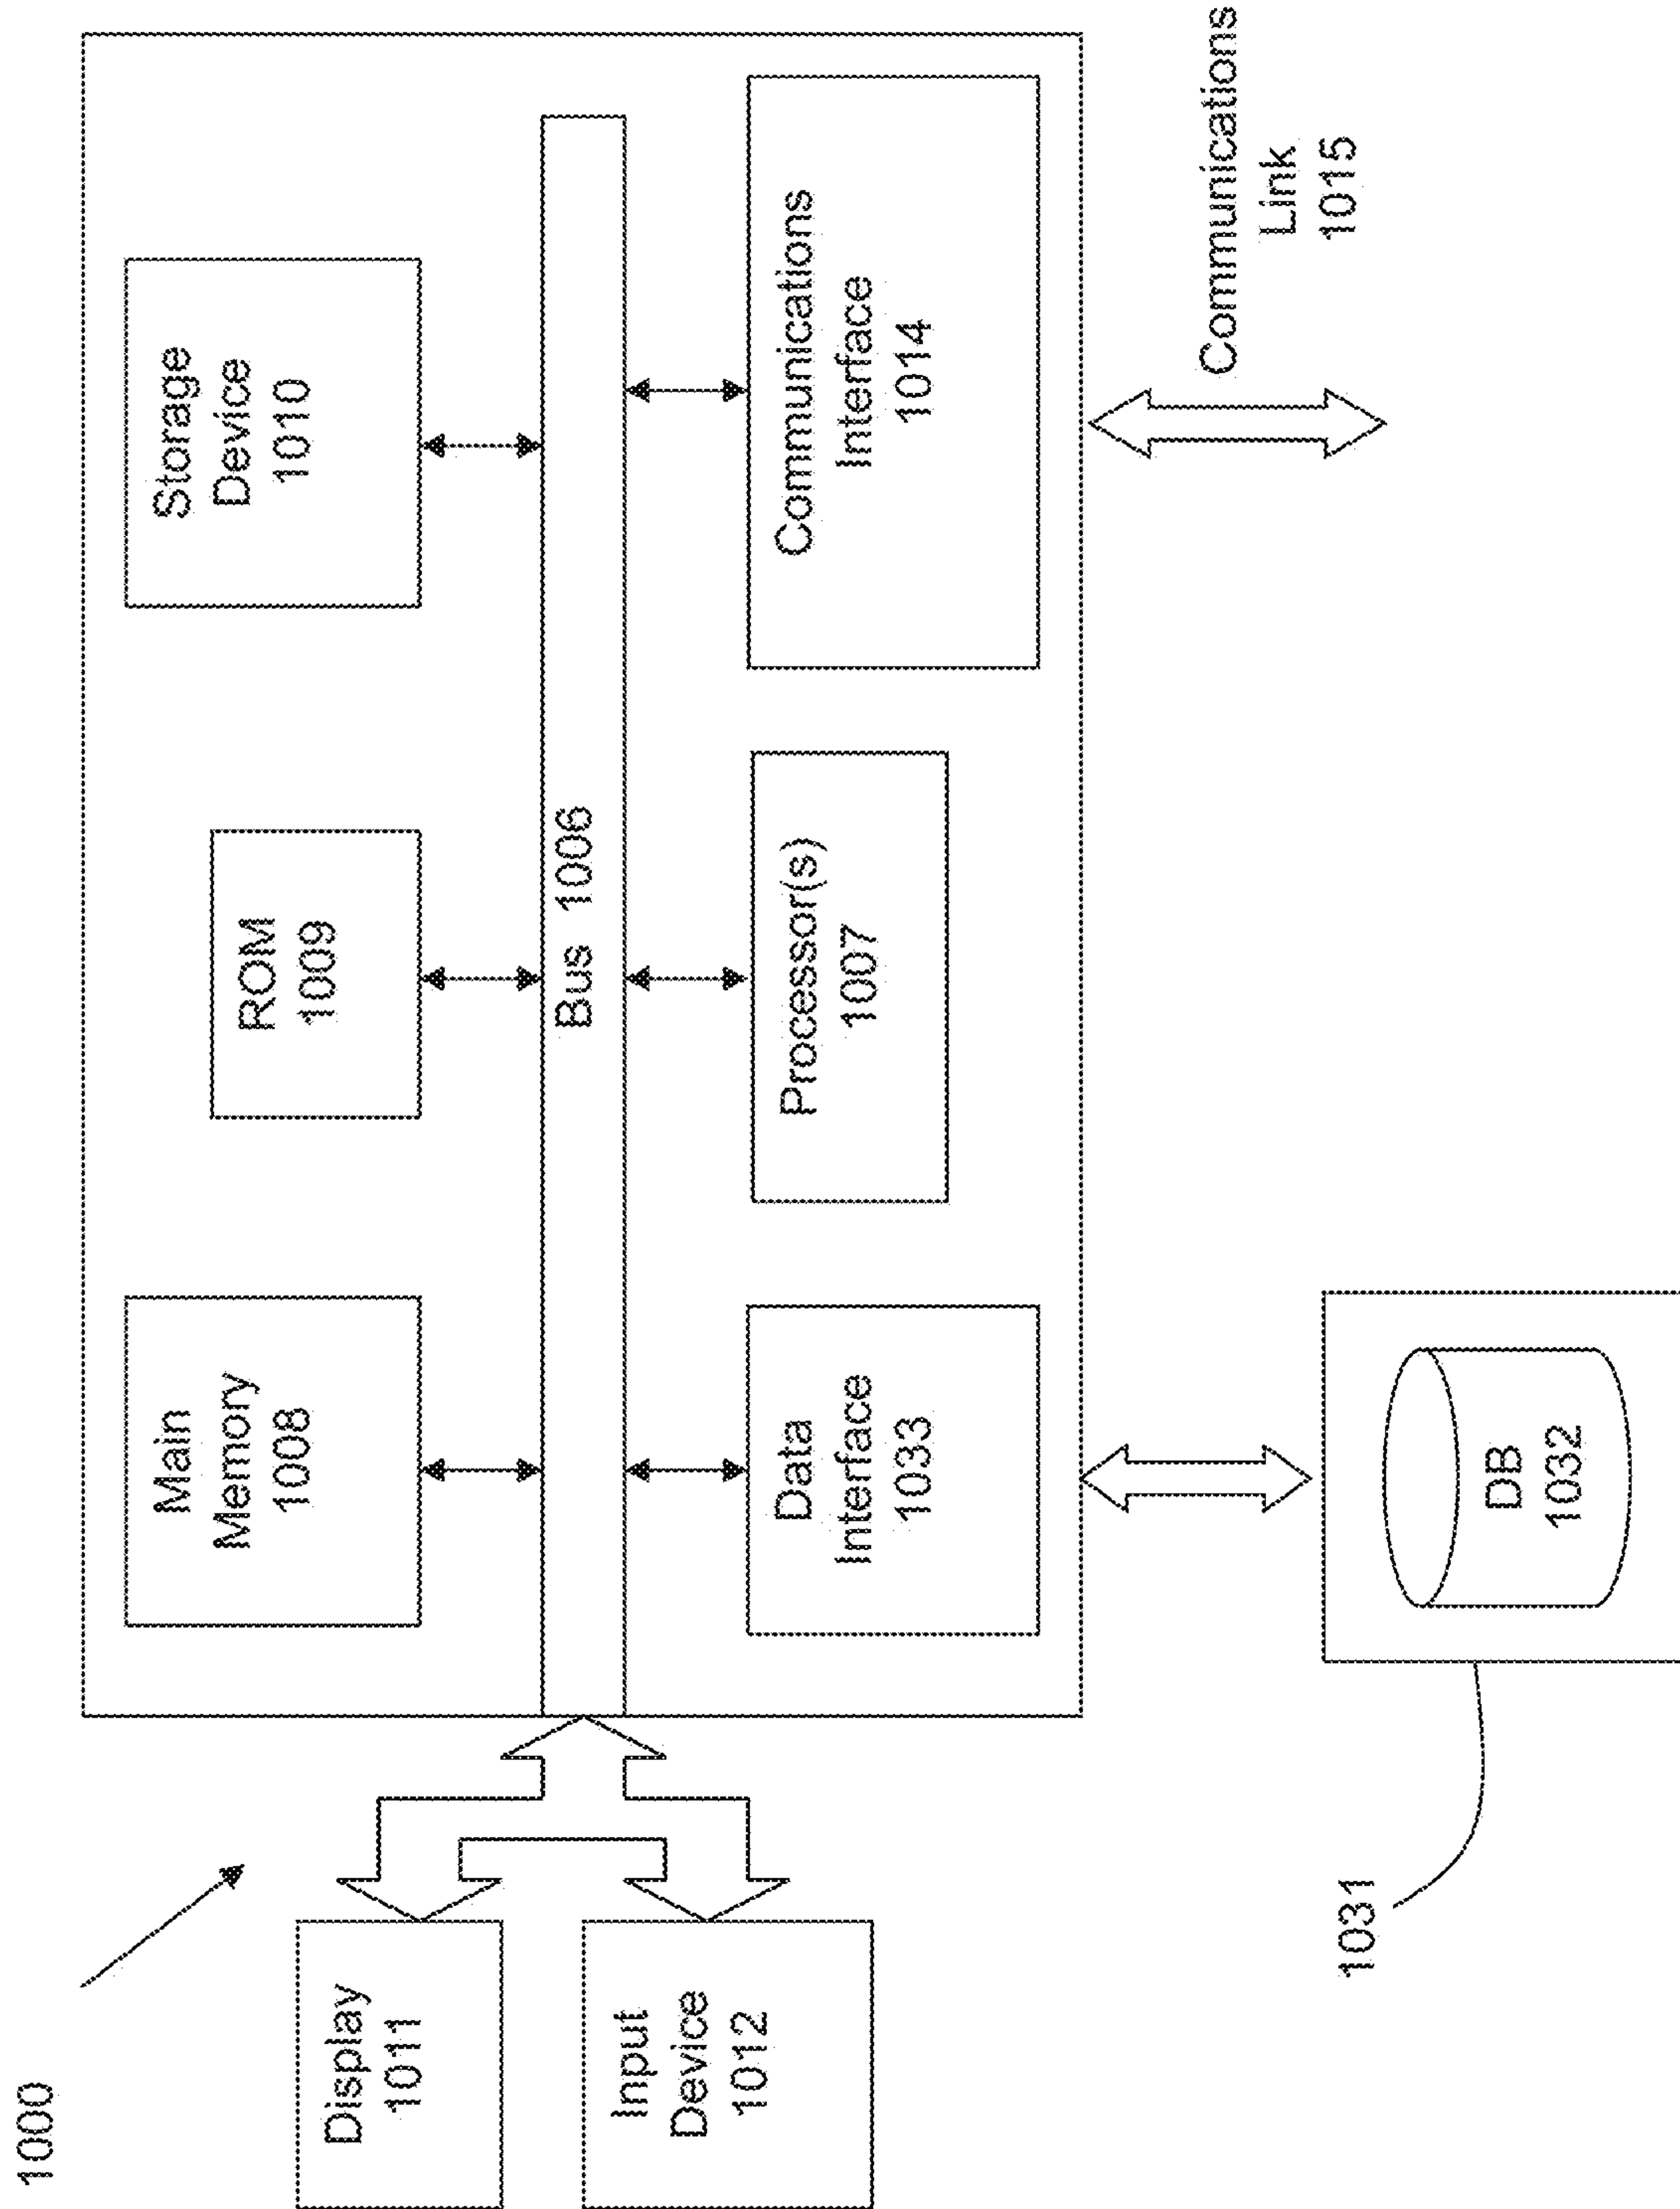 1000
Display
1011
Input
Device
1012
Main
Memory
1008
ROM
1009
Storage
Device
1010
Bus 1006
Data
Interface
1033
Processor(s)
1007
Communications
Interface
1014
Communications
Link
1015
1031
DB
1032